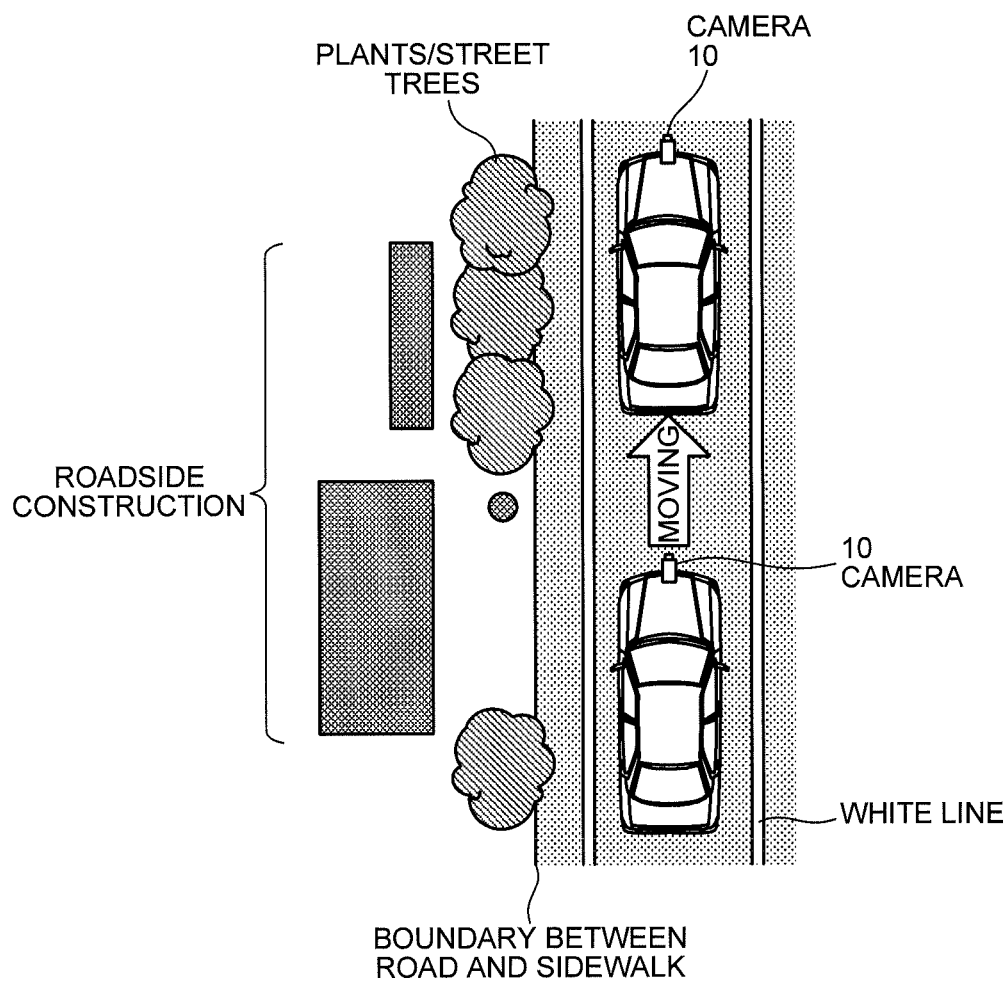 CAMERA
10
PLANTS/STREET
TREES
ROADSIDE
CONSTRUCTION
MOVING
10
CAMERA
WHITE LINE
BOUNDARY BETWEEN
ROAD AND SIDEWALK